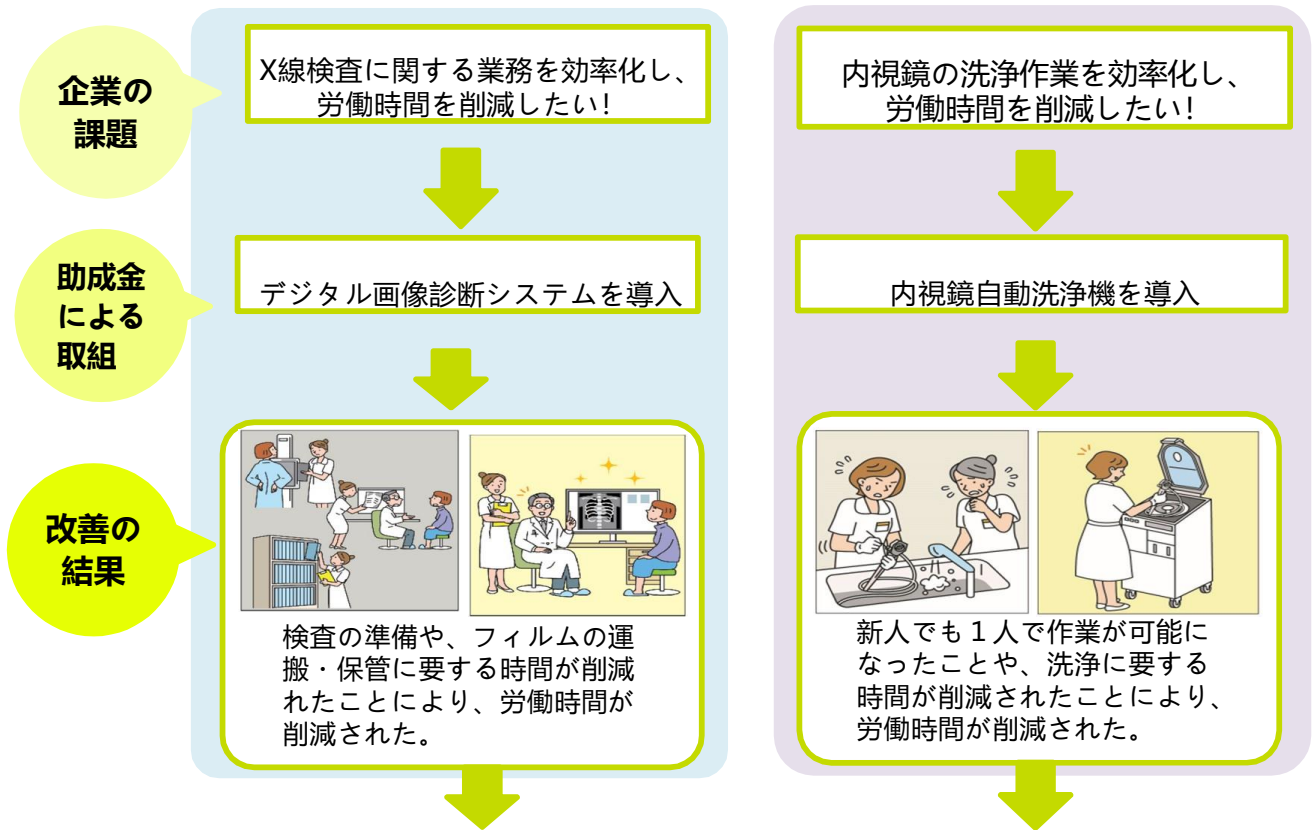 企業の
課題
X線検査に関する業務を効率化し、
労働時間を削減したい！
内視鏡の洗浄作業を効率化し、
労働時間を削減したい！
助成金
による
取組
デジタル画像診断システムを導入
内視鏡自動洗浄機を導入
改善の
結果
検査の準備や、フィルムの運
搬・保管に要する時間が削減
れたことにより、労働時間が
削減された。
新人でも１人で作業が可能に
なったことや、洗浄に要する
時間が削減されたことにより、
労働時間が削減された。